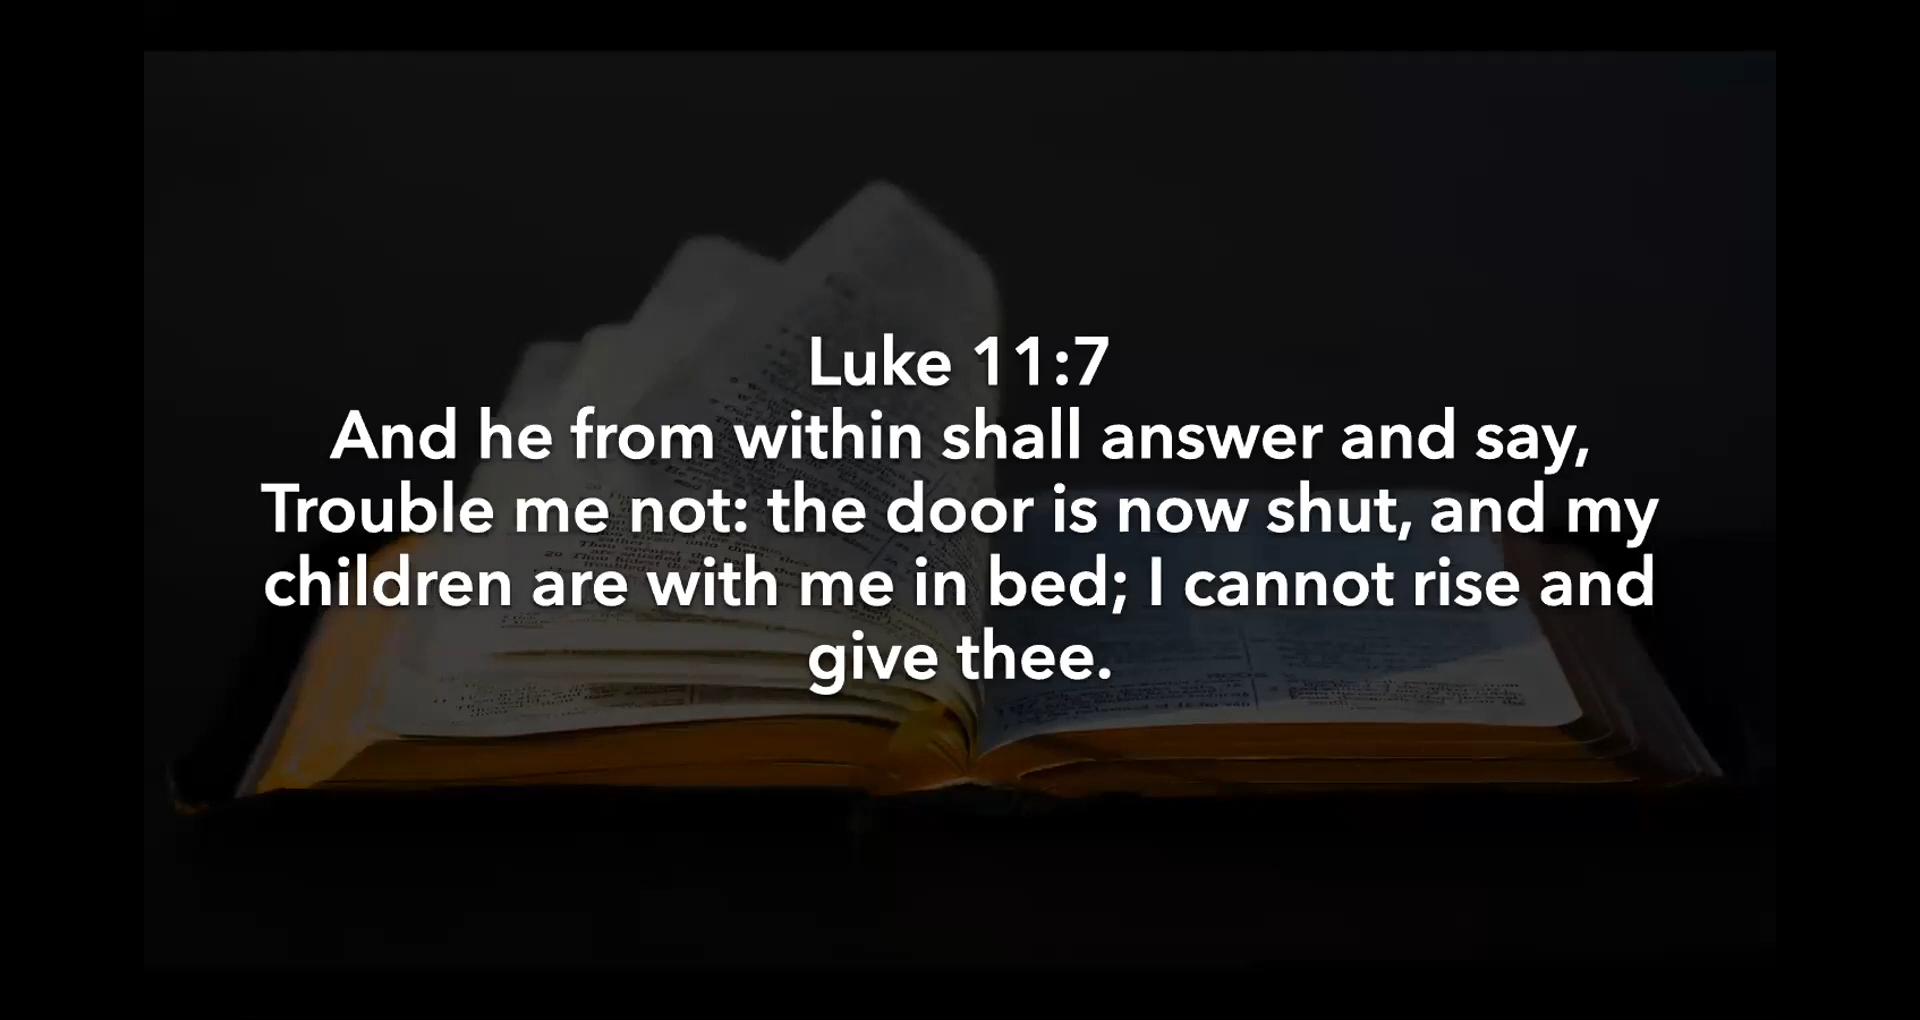 Luke 11:7
And he from within shall answer and say,
Trouble me not: the door is now shut, and my
children are with me in bed; I cannot rise and
give thee.